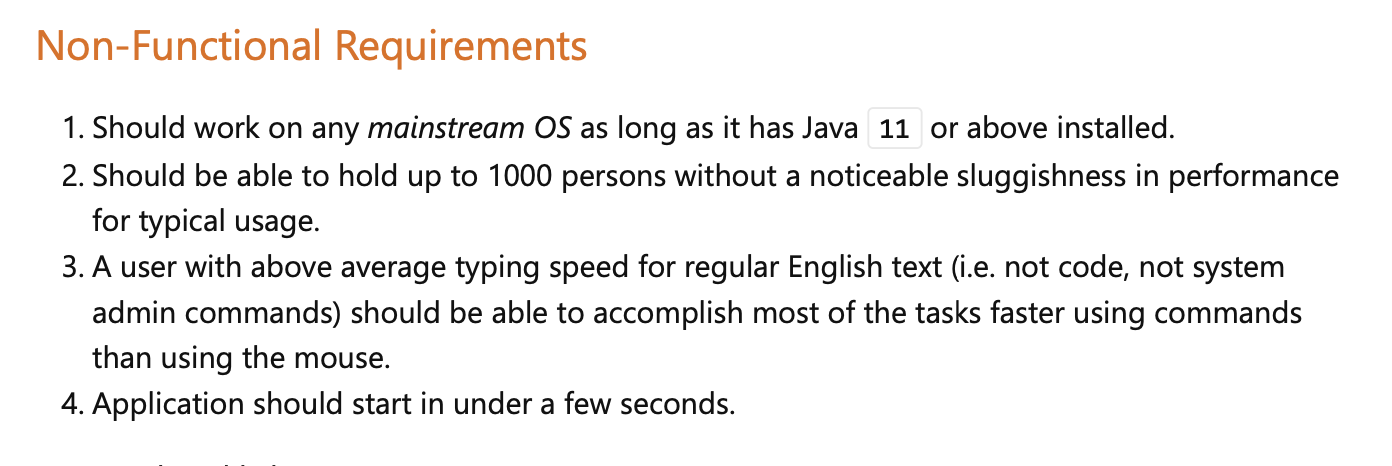 Non-Functional Requirements
1. Should work on any mainstream OS as long as it has Java 11 or above installed.
2. Should be able to hold up to 1000 persons without a noticeable sluggishness in performance
for typical usage.
3. A user with above average typing speed for regular English text (i.e. not code, not system
admin commands) should be able to accomplish most of the tasks faster using commands
than using the mouse.
4. Application should start in under a few seconds.